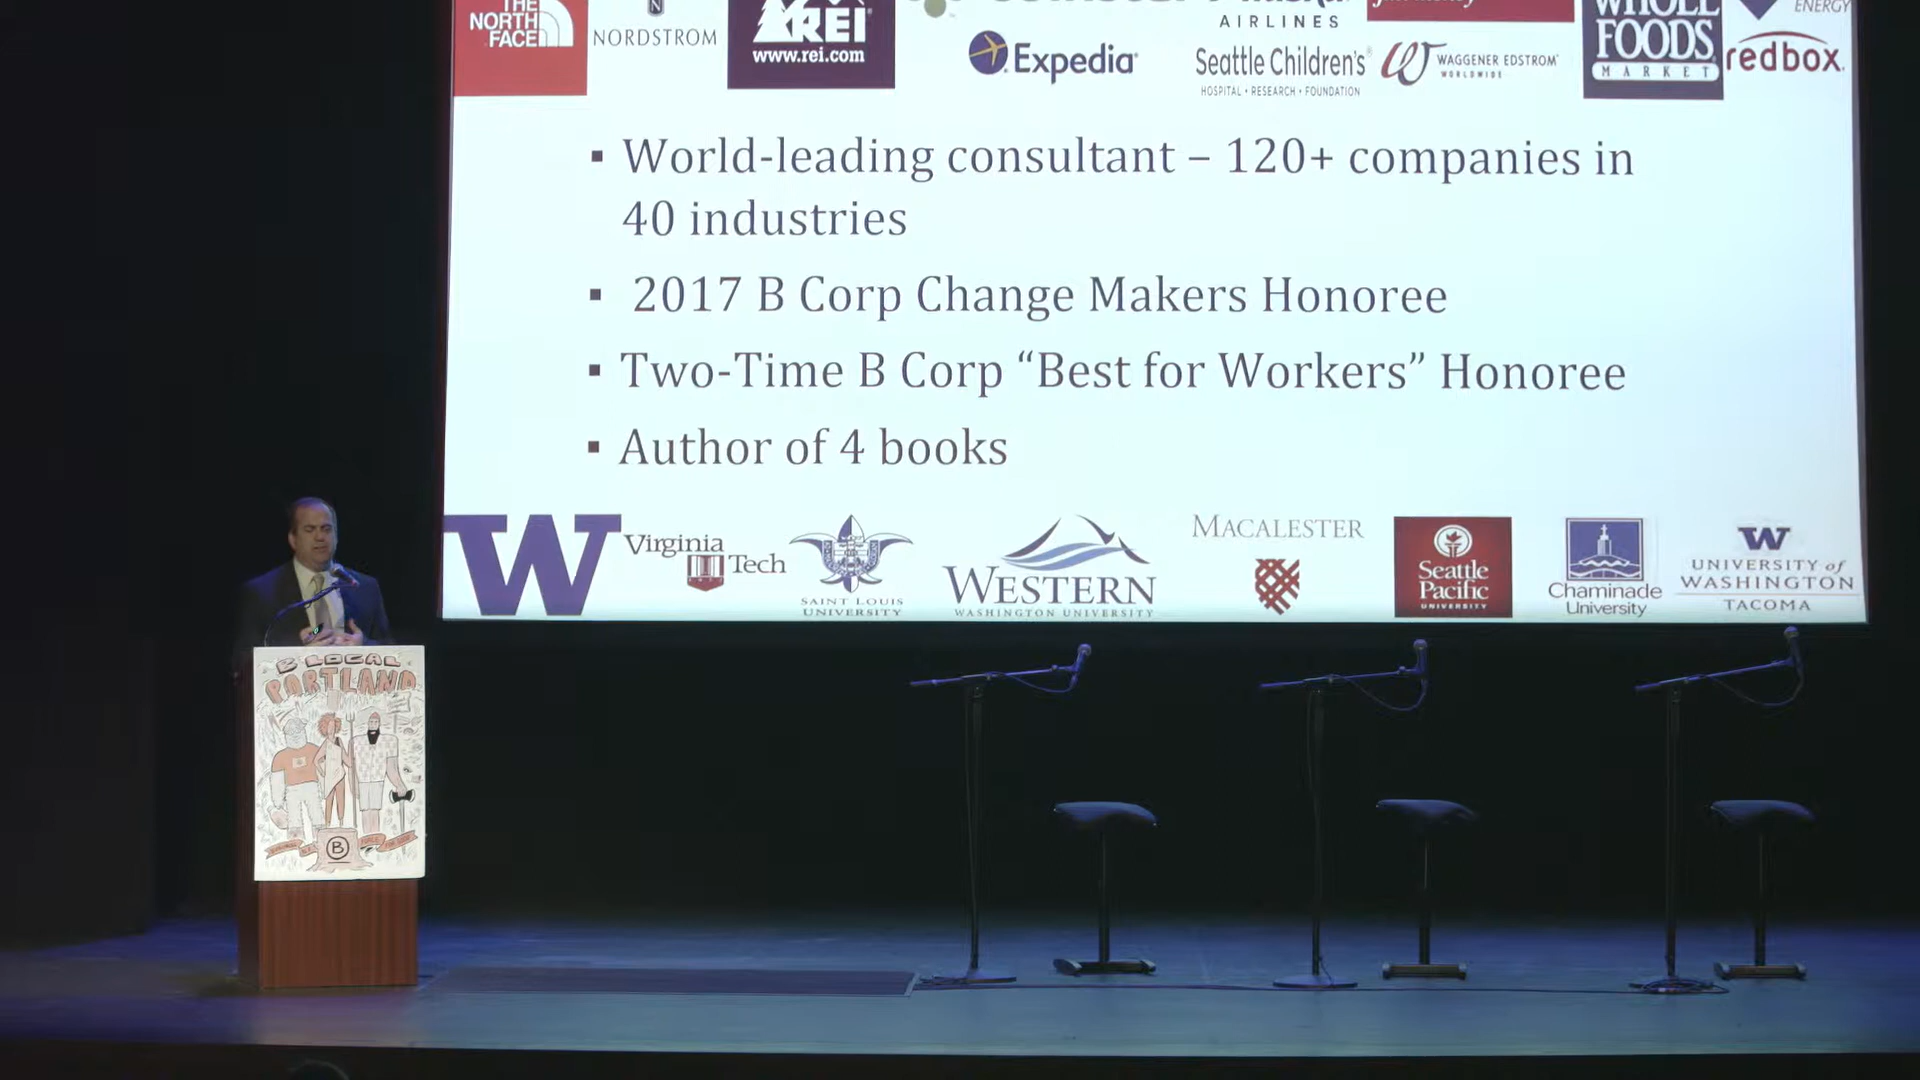 THE
NORTH
FACE
N
NORDSTROM
REI
www.rei.com
Expedia
AIRLINES
Seattle Children's
HOSPITAL • RESEARCH • FOUNDATION
WAGGENER EDSTROM
WORLDWIDE
WHOLE
FOODS
MARKET
ENERGY
redbox.
▪ World-leading consultant – 120+ companies in
40 industries
▪ 2017 B Corp Change Makers Honoree
▪ Two-Time B Corp “Best for Workers” Honoree
▪ Author of 4 books
W
Virginia
Tech
SAINT LOUIS
UNIVERSITY
WESTERN
WASHINGTON UNIVERSITY
MACALESTER
Seattle
Pacific
UNIVERSITY
Chaminade
University
W
UNIVERSITY of
WASHINGTON
TACOMA
B LOCAL
PORTLAND
B